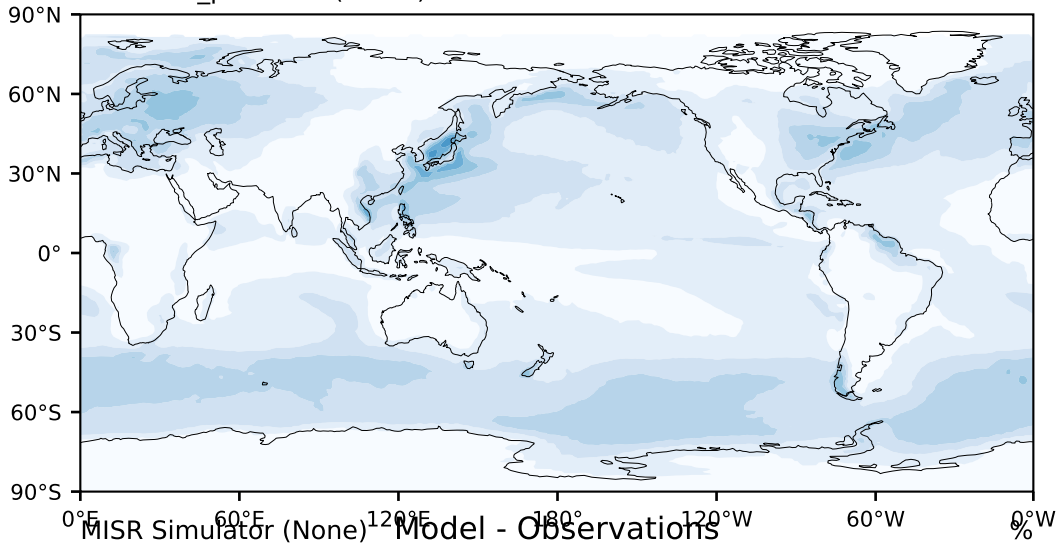 90°N
60°N
30°N
0°
30°S
60°S
90°S
0°E 60°E 120°E 180° 120°W 60°W 0°W
MISR Simulator (None) Model - Observations %